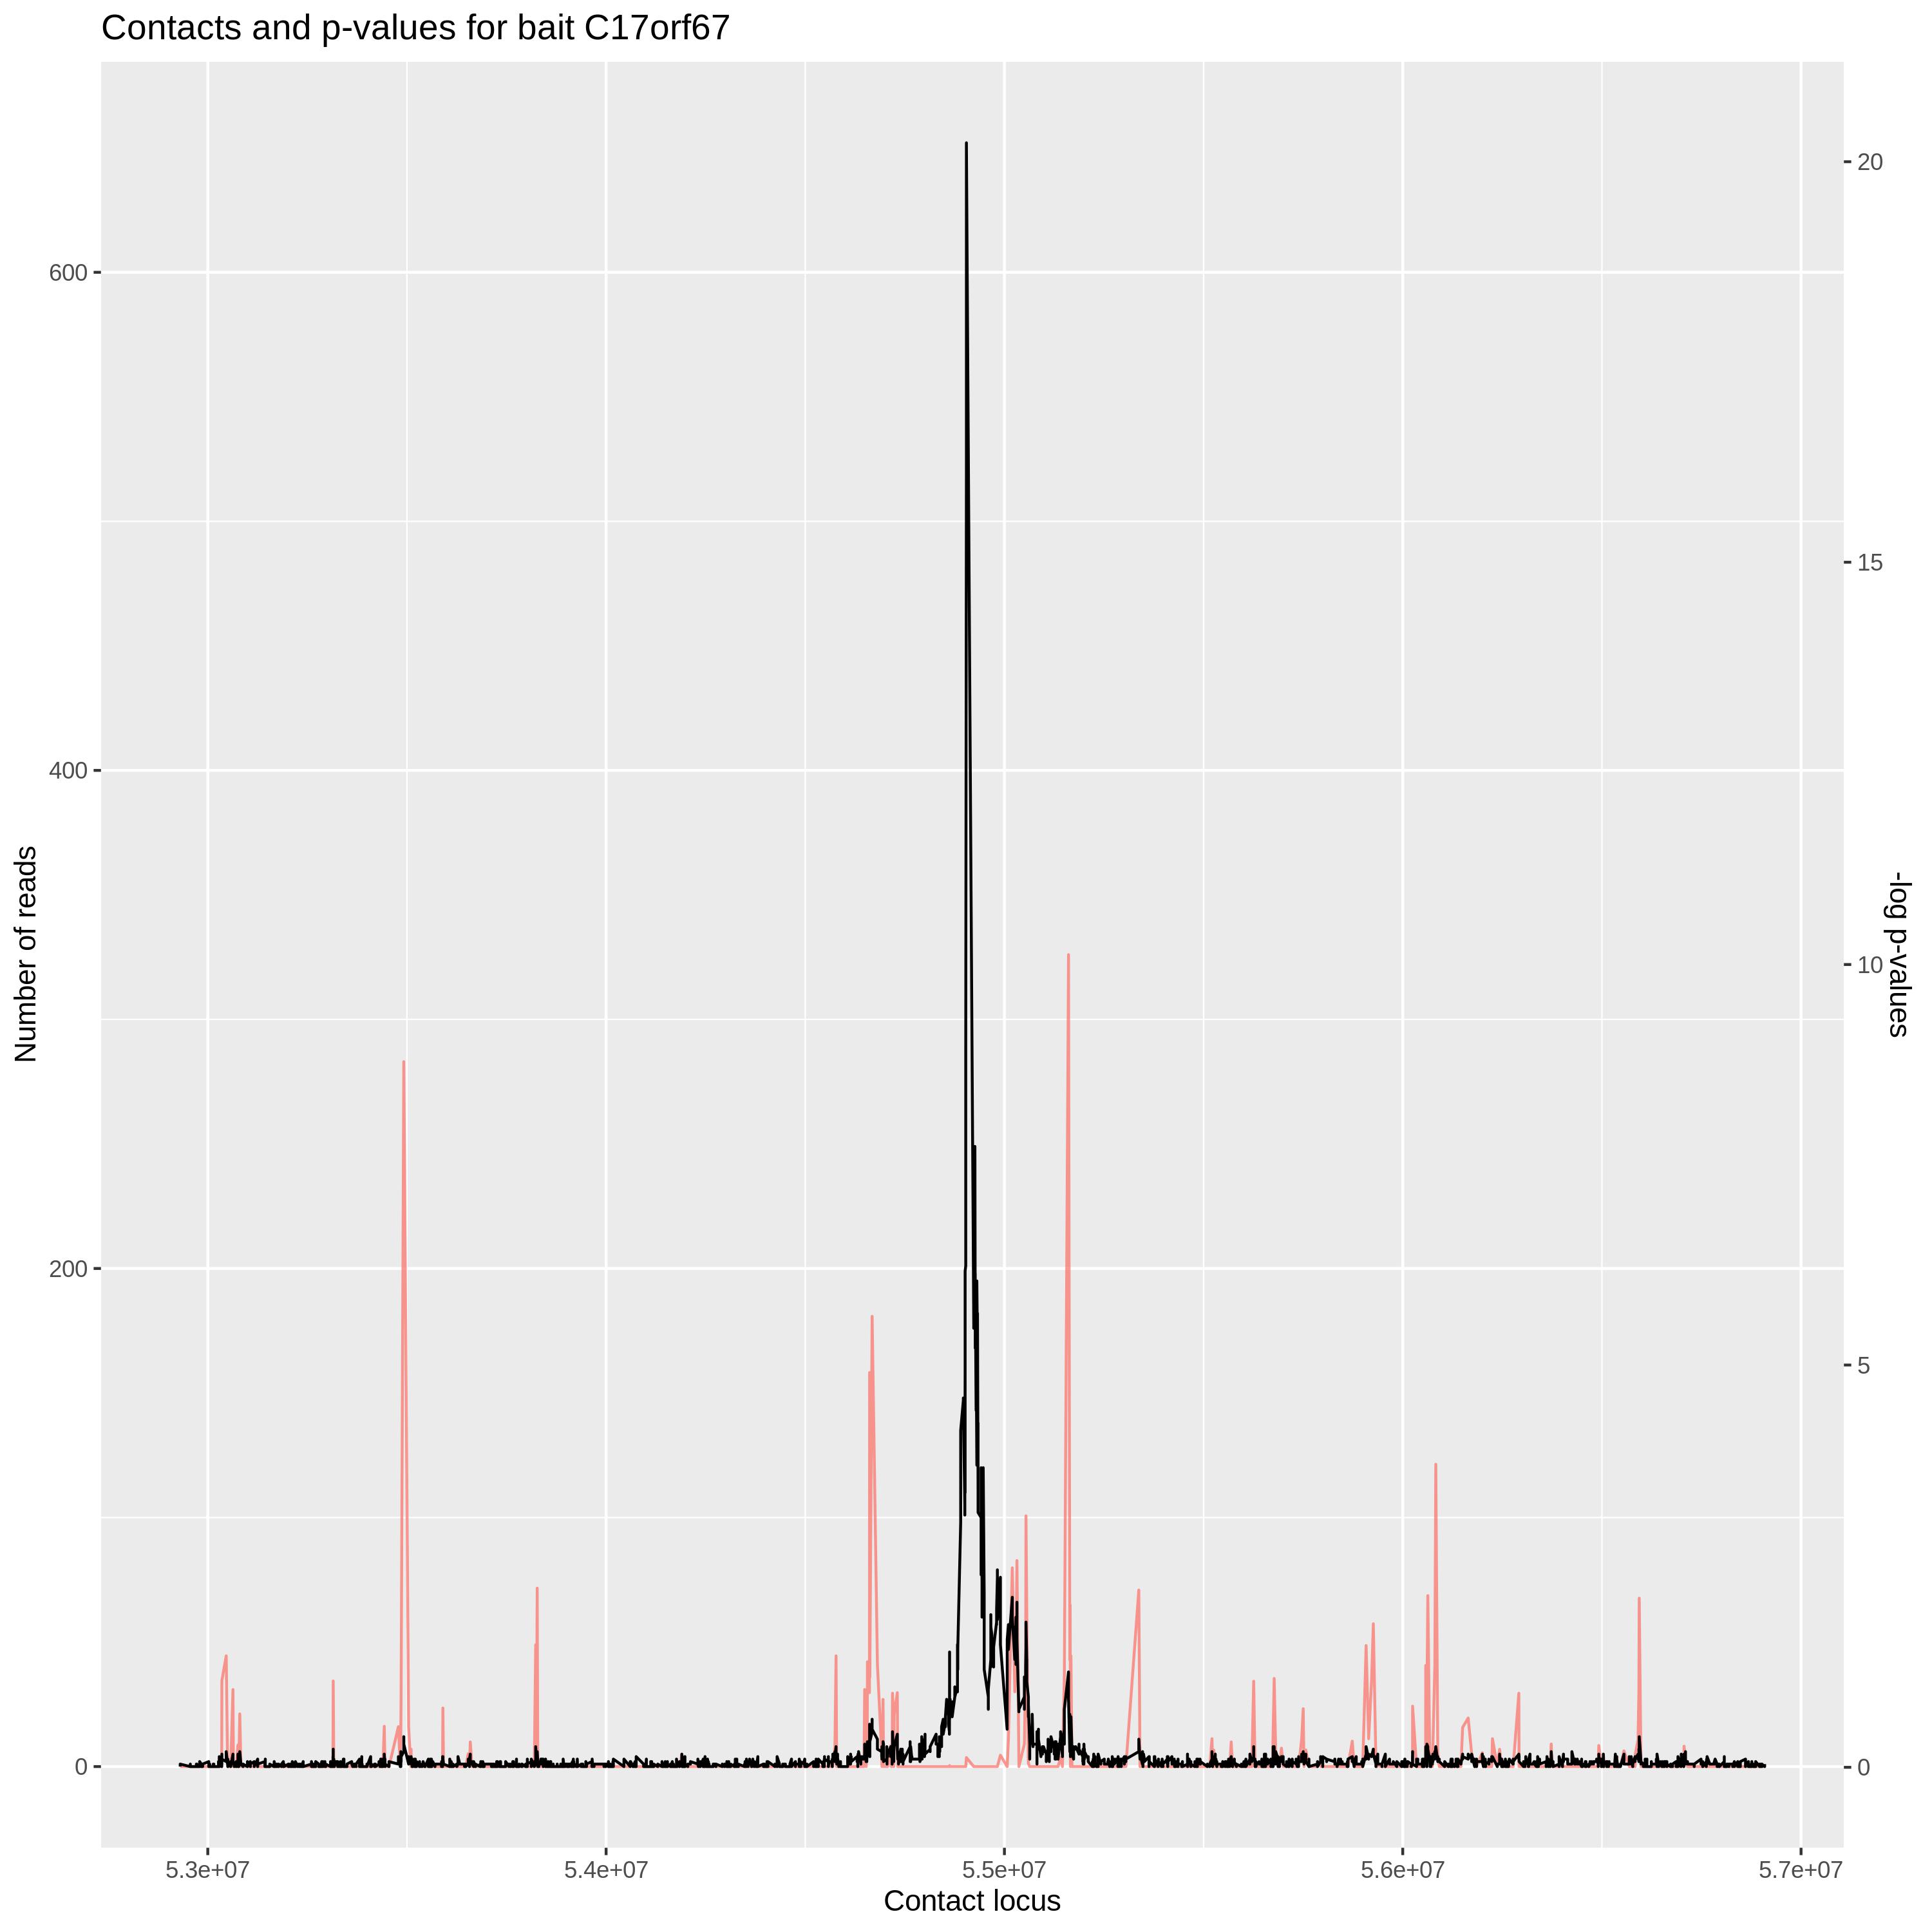 Contacts and p-values for bait C17orf67
600
400
200
0
Number of reads
20
15
10
5
0
-log p-values
5.3e+07
5.4e+07
5.5e+07
5.6e+07
5.7e+07
Contact locus